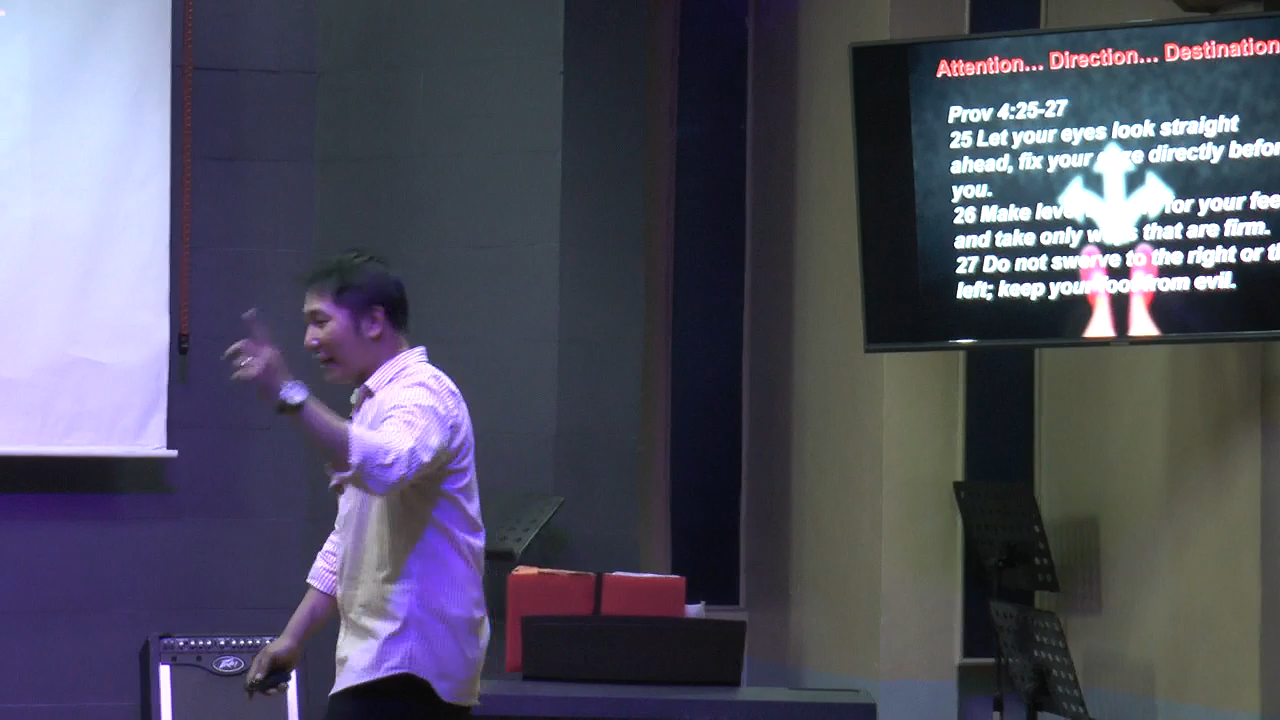 Attention... Direction... Destination
Prov 4:25-27
25 Let your eyes look straight
ahead, fix your directly
you.
26 Make for your
and take only that are firm.
27 Do not swerve to the right or
left; keep your from evil.
PEAVEY